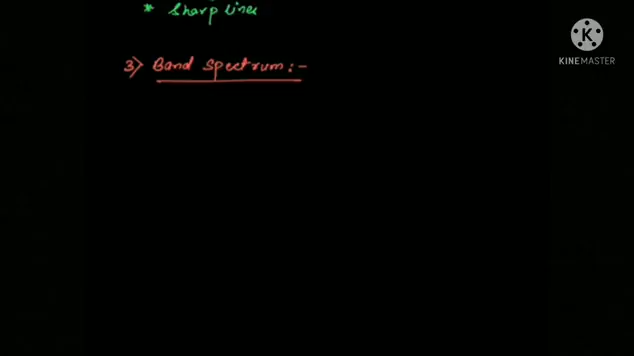 * Sharp lines
3) Band Spectrum:-
K
KINEMASTER